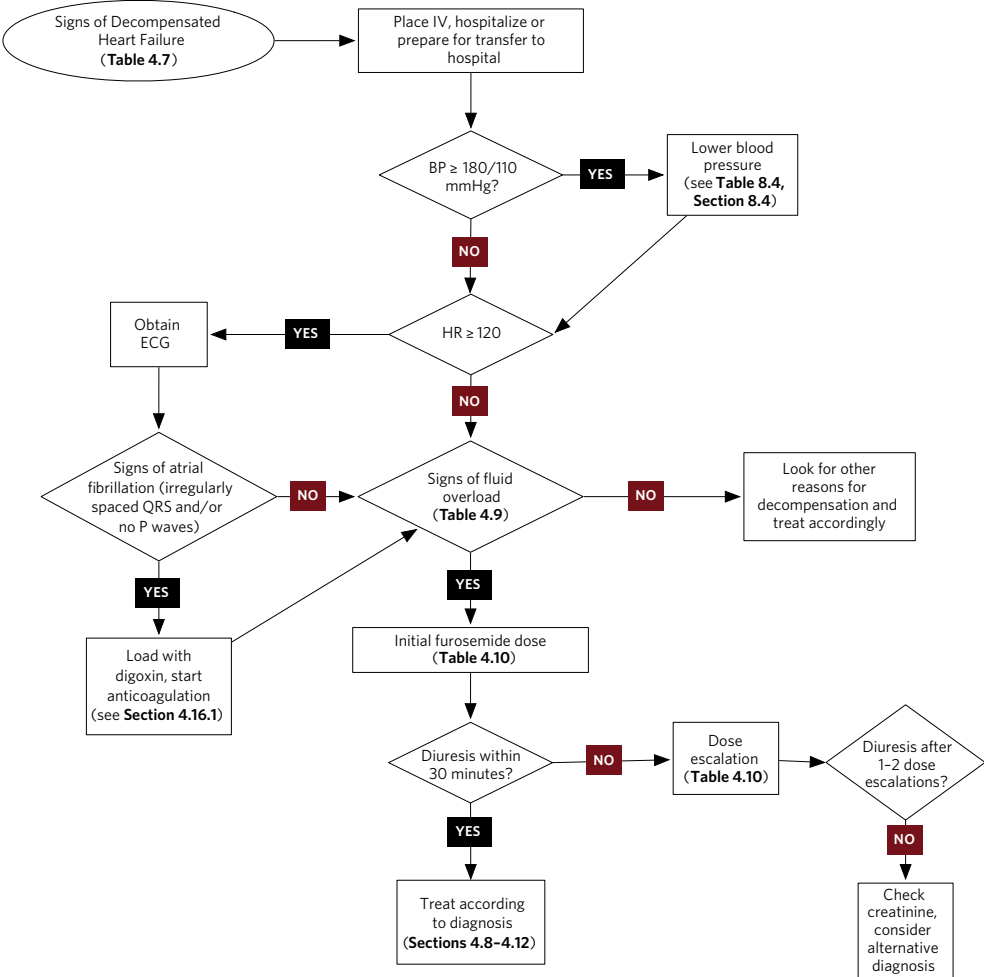 Signs of Decompensated
Heart Failure
(Table 4.7)
Place IV, hospitalize or
prepare for transfer to
hospital
BP ≥ 180/110
mmHg?
YES
Lower blood
pressure
(see Table 8.4,
Section 8.4)
NO
Obtain
ECG
YES
HR ≥ 120
NO
Signs of atrial
fibrillation (irregularly
spaced QRS and/or
no P waves)
NO
Signs of fluid
overload
(Table 4.9)
NO
Look for other
reasons for
decompensation and
treat accordingly
YES
YES
Load with
digoxin, start
anticoagulation
(see Section 4.16.1)
Initial furosemide dose
(Table 4.10)
Diuresis within
30 minutes?
NO
Dose
escalation
(Table 4.10)
Diuresis after
1–2 dose
escalations?
YES
NO
Treat according
to diagnosis
(Sections 4.8–4.12)
Check
creatinine,
consider
alternative
diagnosis